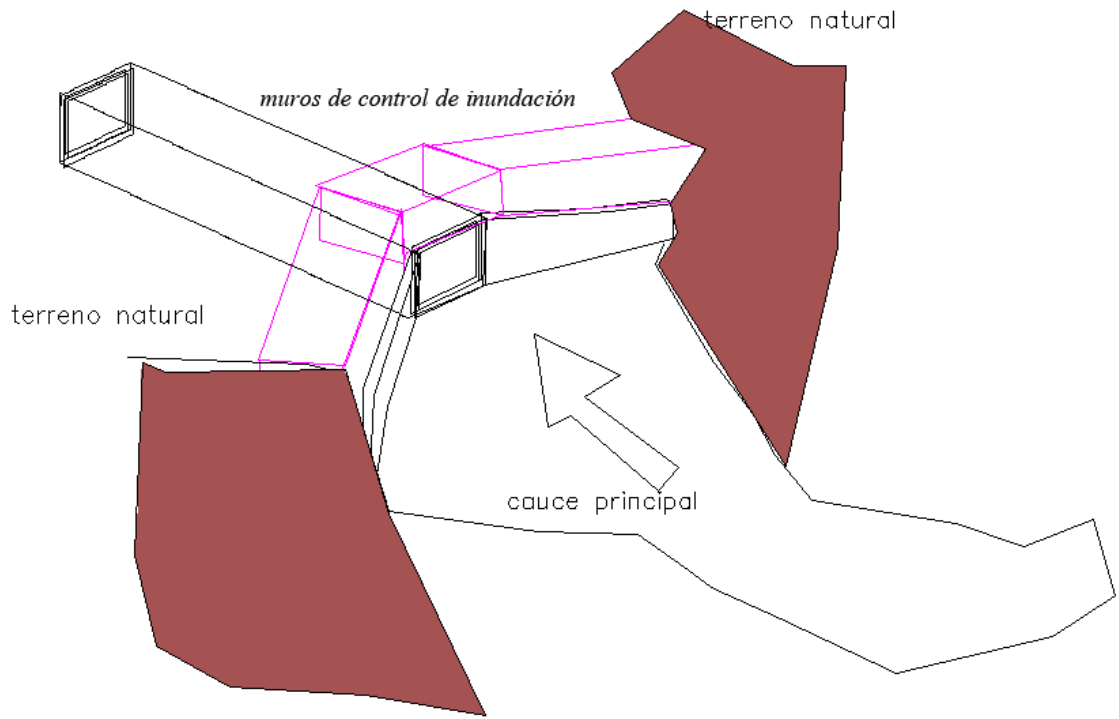 terreno natural
muros de control de inundación
terreno natural
cauce principal